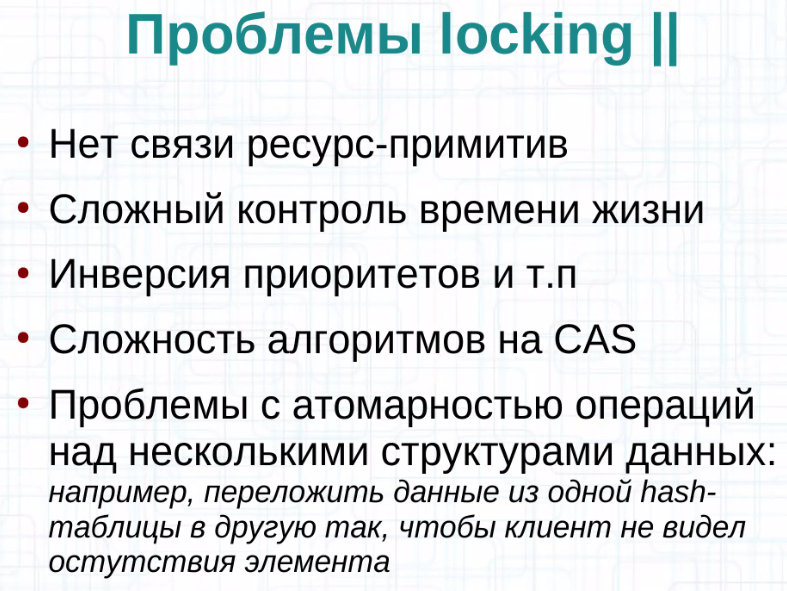 Проблемы locking ||
• Нет связи ресурс-примитив
• Сложный контроль времени жизни
• Инверсия приоритетов и т.п
• Сложность алгоритмов на CAS
• Проблемы с атомарностью операций
над несколькими структурами данных:
например, переложить данные из одной hash-
таблицы в другую так, чтобы клиент не видел
остутствия элемента